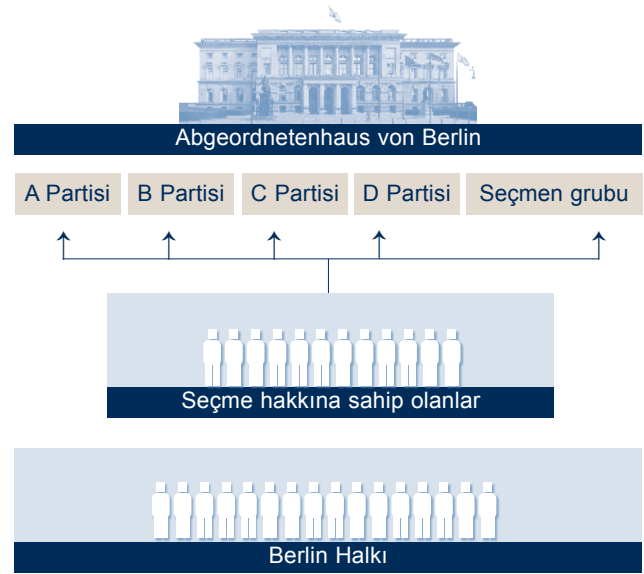 Abgeordnetenhaus von Berlin
A Partisi B Partisi C Partisi D Partisi Seçmen grubu
Seçme hakkına sahip olanlar
Berlin Halkı